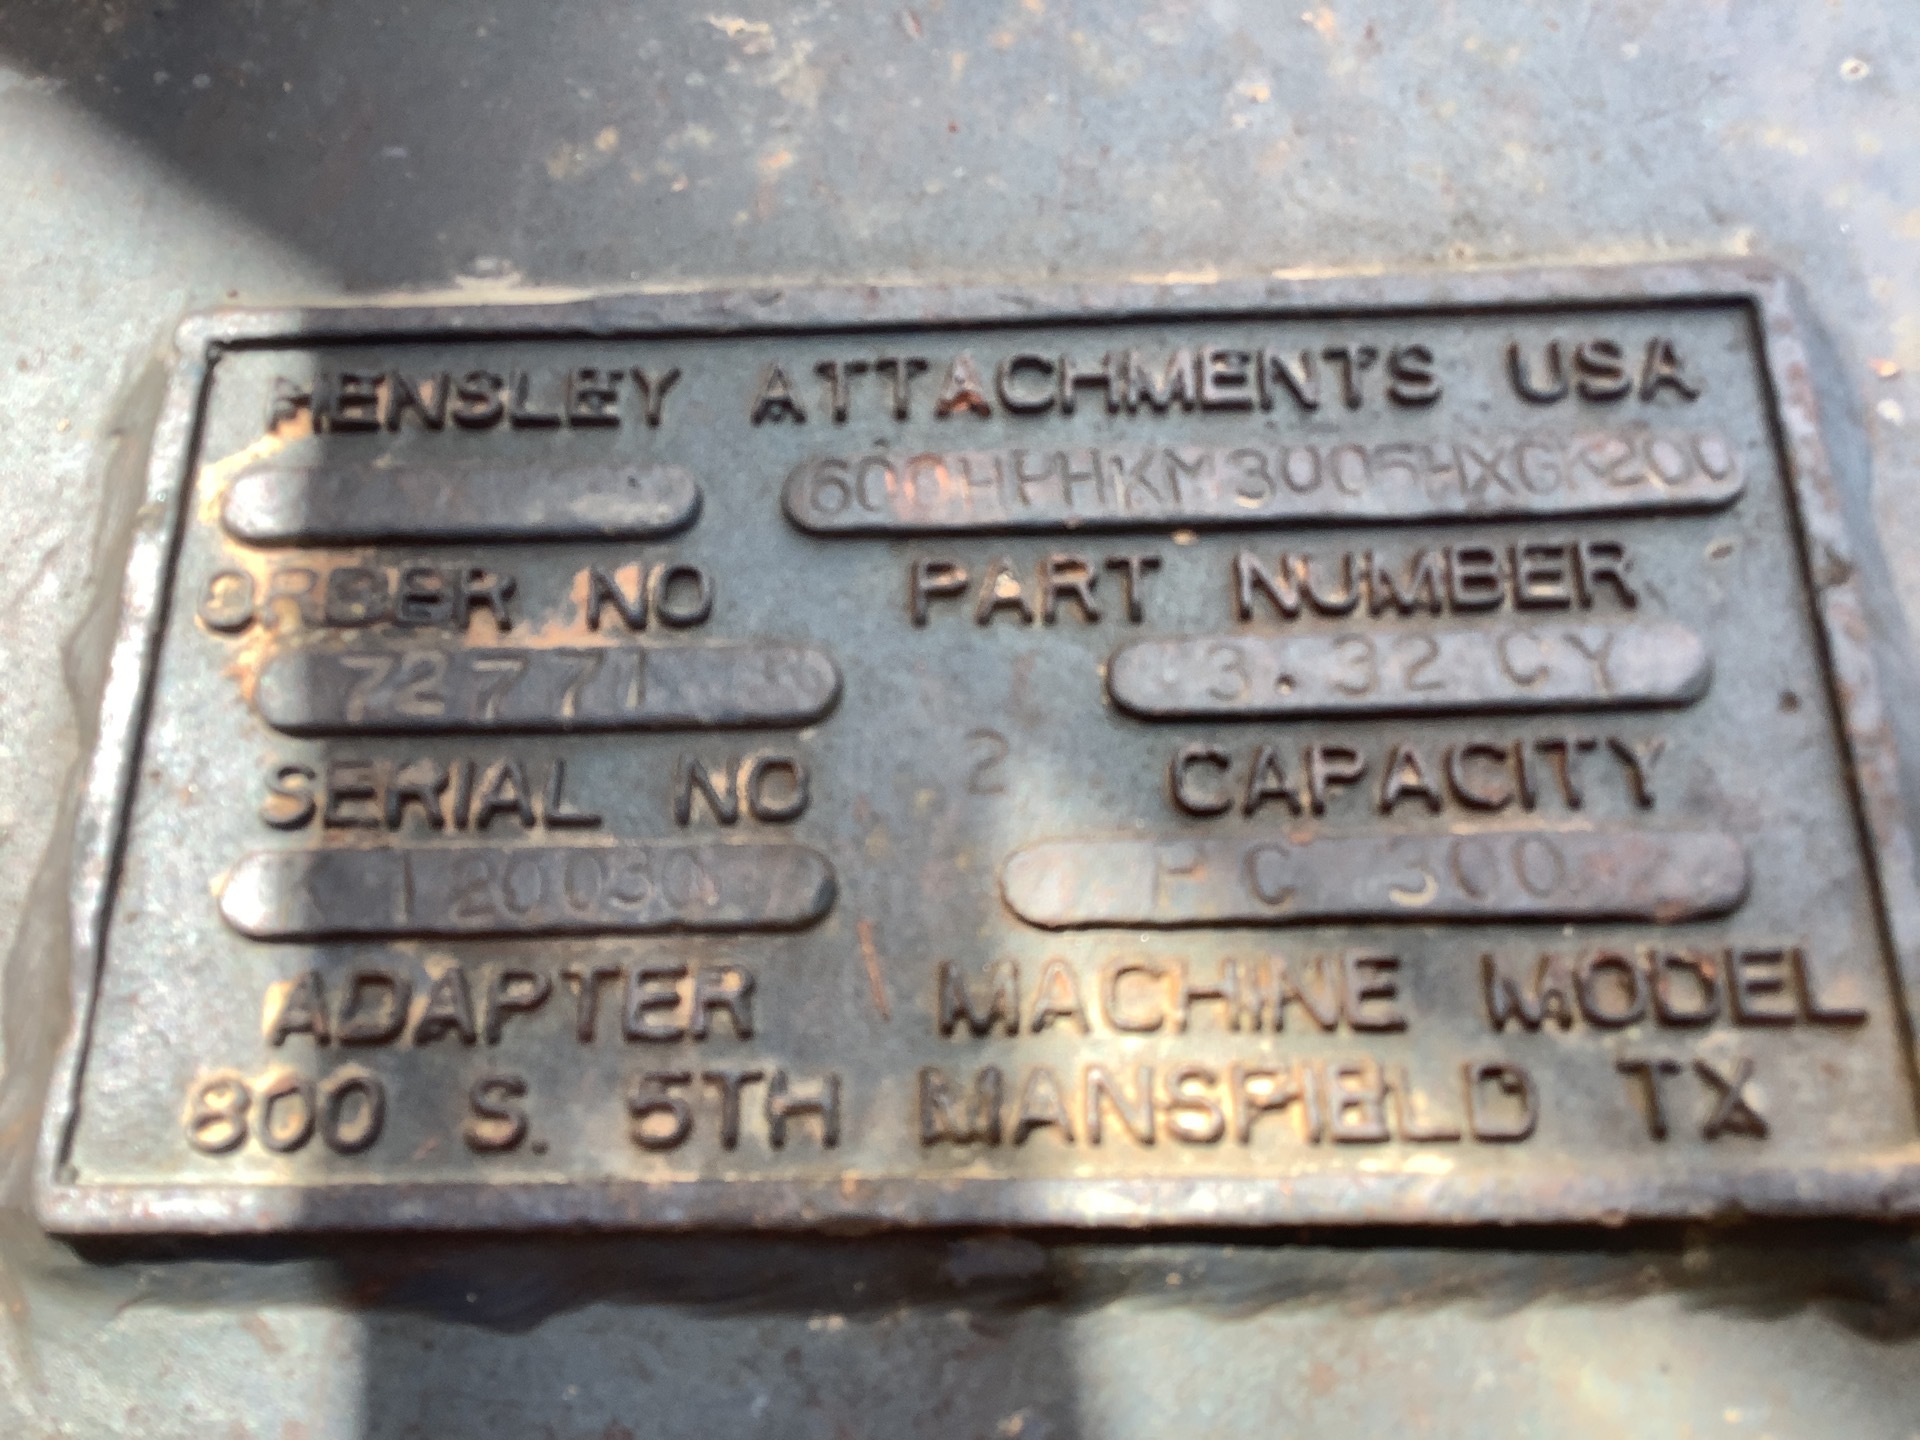 HENSLEY ATTACHMENTS USA
ORDER NO PART NUMBER
72771 3.32 CY
SERIAL NO 2 CAPACITY
PC 300
ADAPTER MACHINE MODEL
800 S. 5TH MANSFIELD TX